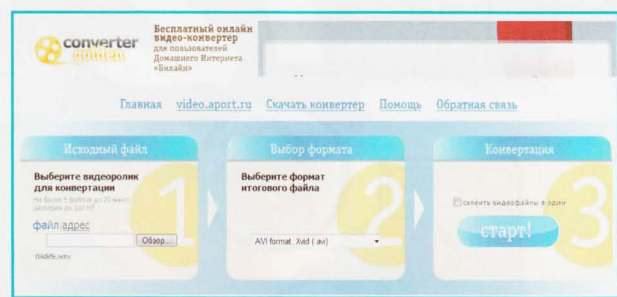 converter
golden
Бесплатный онлайн
видео-конвертер
для пользователей
Домашнего Интернета
«Билайн»
Главная video.aport.ru Скачать конвертер Помощь Обратная связь
Исходный файл
Выберите видеоролик
для конвертации
файл адрес
Обзор...
Wildlife.wmv
1
Выбор формата
Выберите формат
итогового файла
AVI format, Xvid (.avi)
2
Конвертация
склеить видеофайлы в один
старт!
3